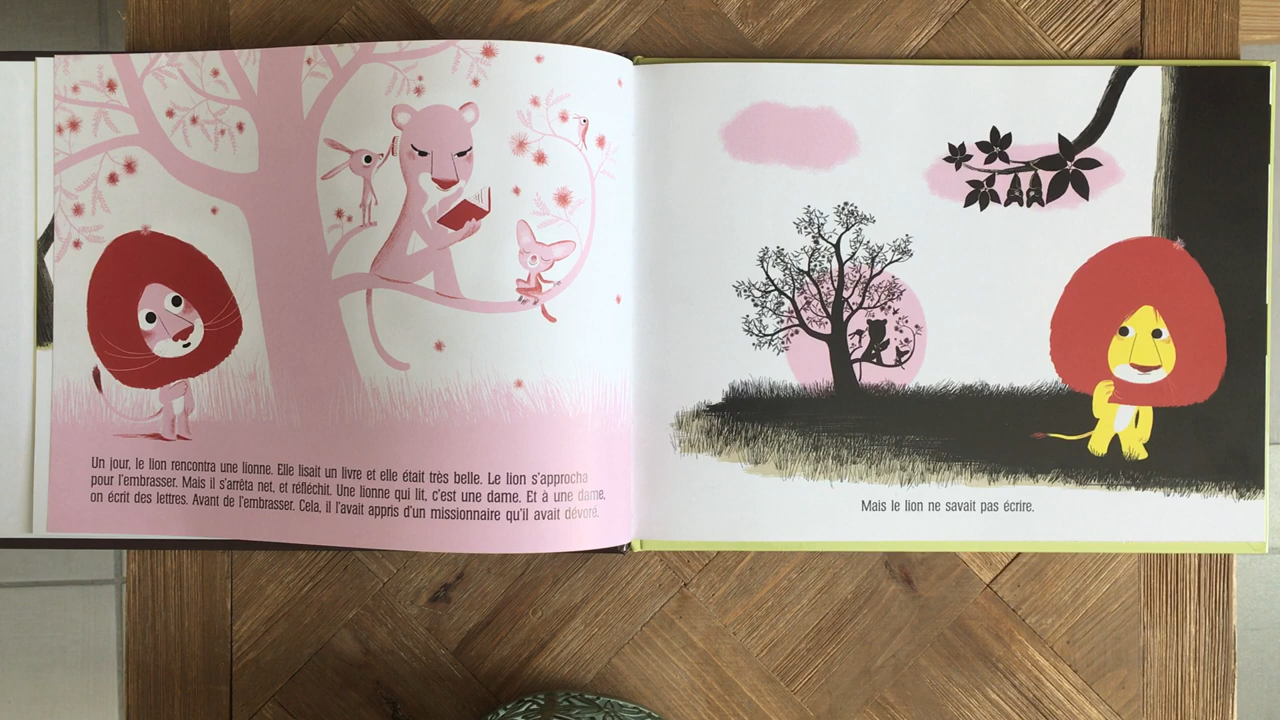 Un jour, le lion rencontra une lionne. Elle lisait un livre et elle était très belle. Le lion s'approcha
pour l'embrasser. Mais il s'arrêta net, et réfléchit. Une lionne qui lit, c'est une dame. Et à une dame,
on écrit des lettres. Avant de l'embrasser. Cela, il l'avait appris d'un missionnaire qu'il avait dévoré.
Mais le lion ne savait pas écrire.